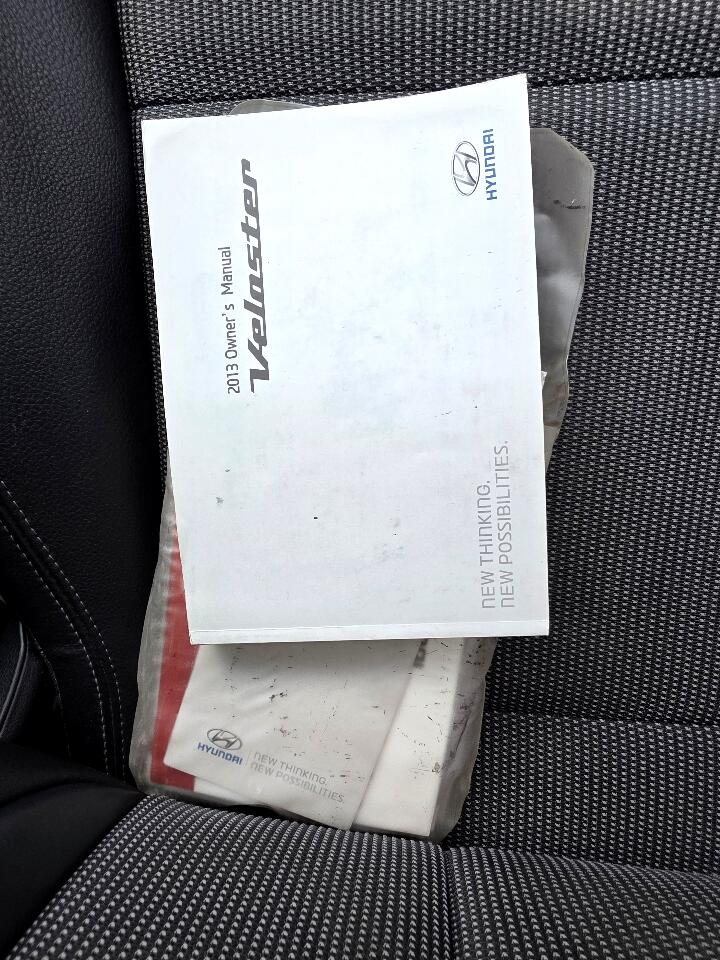 2013 Owner's Manual
Veloster
HYUNDAI
NEW THINKING.
NEW POSSIBILITIES.
HYUNDAI
NEW THINKING.
NEW POSSIBILITIES.